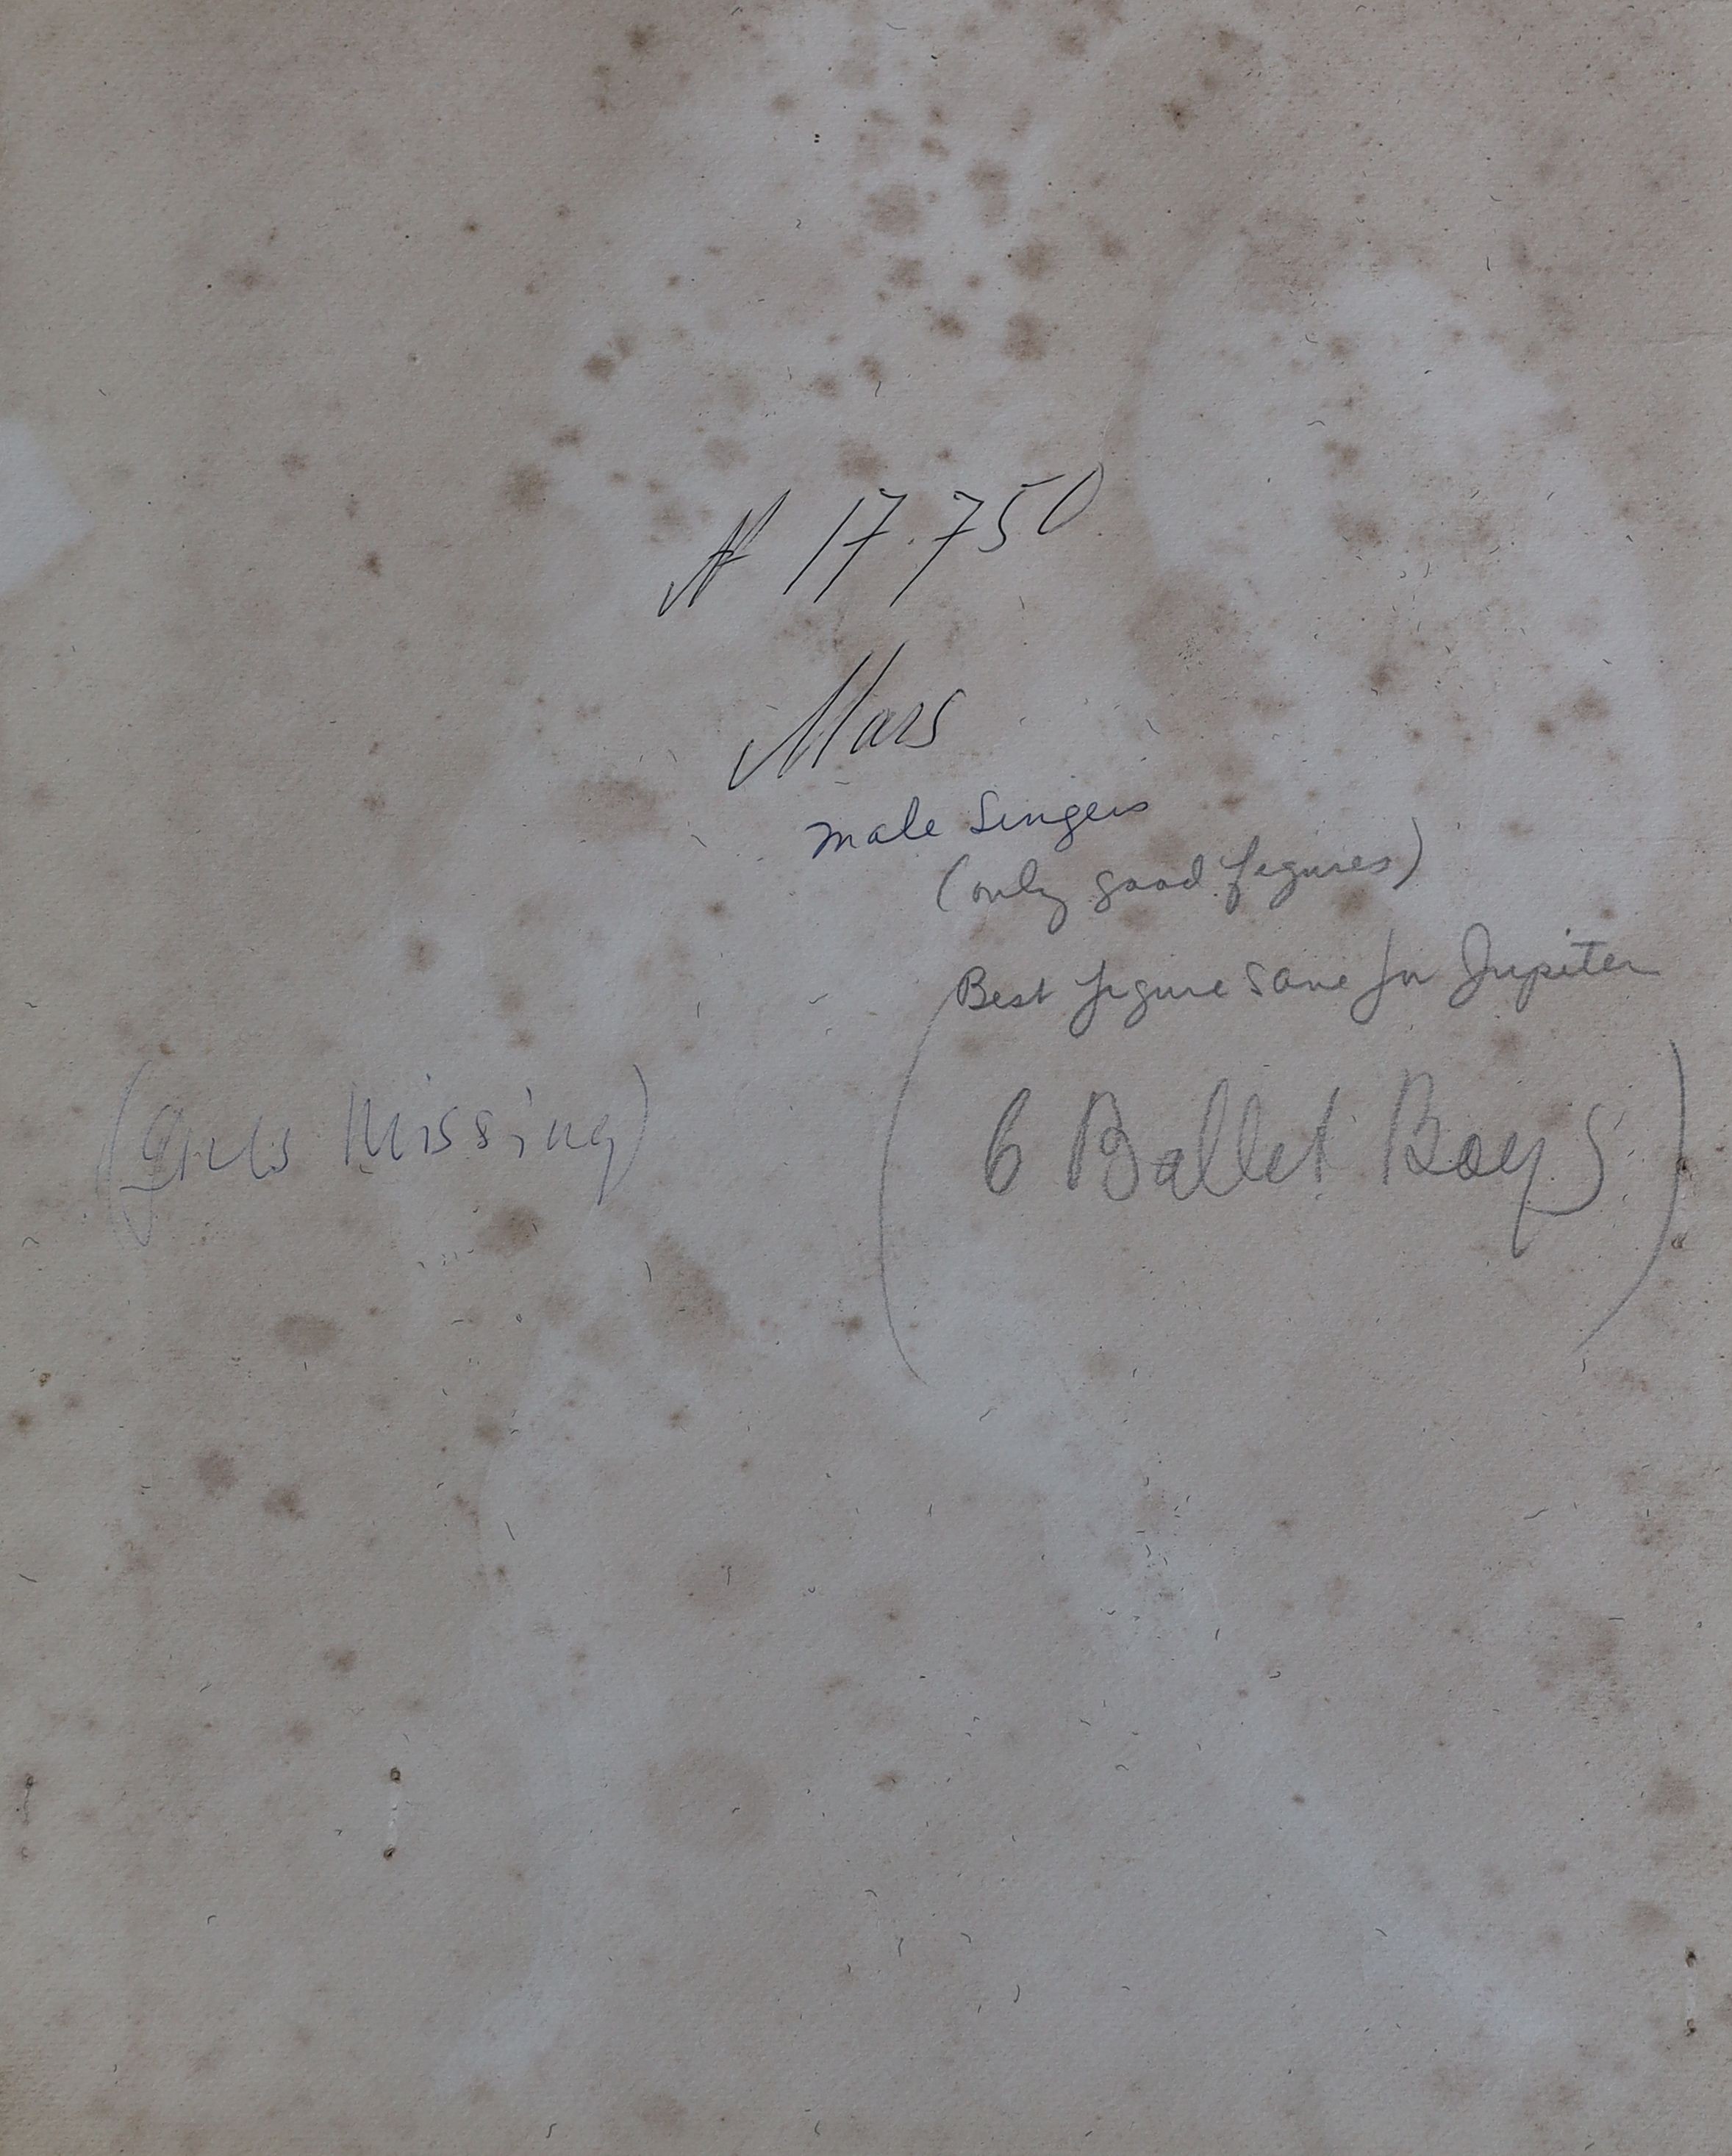 N 17.750
Mars
male Singers
(only good figures)
Best figure save for Jupiter
(girls Missing)
(6 Ballet Boys)